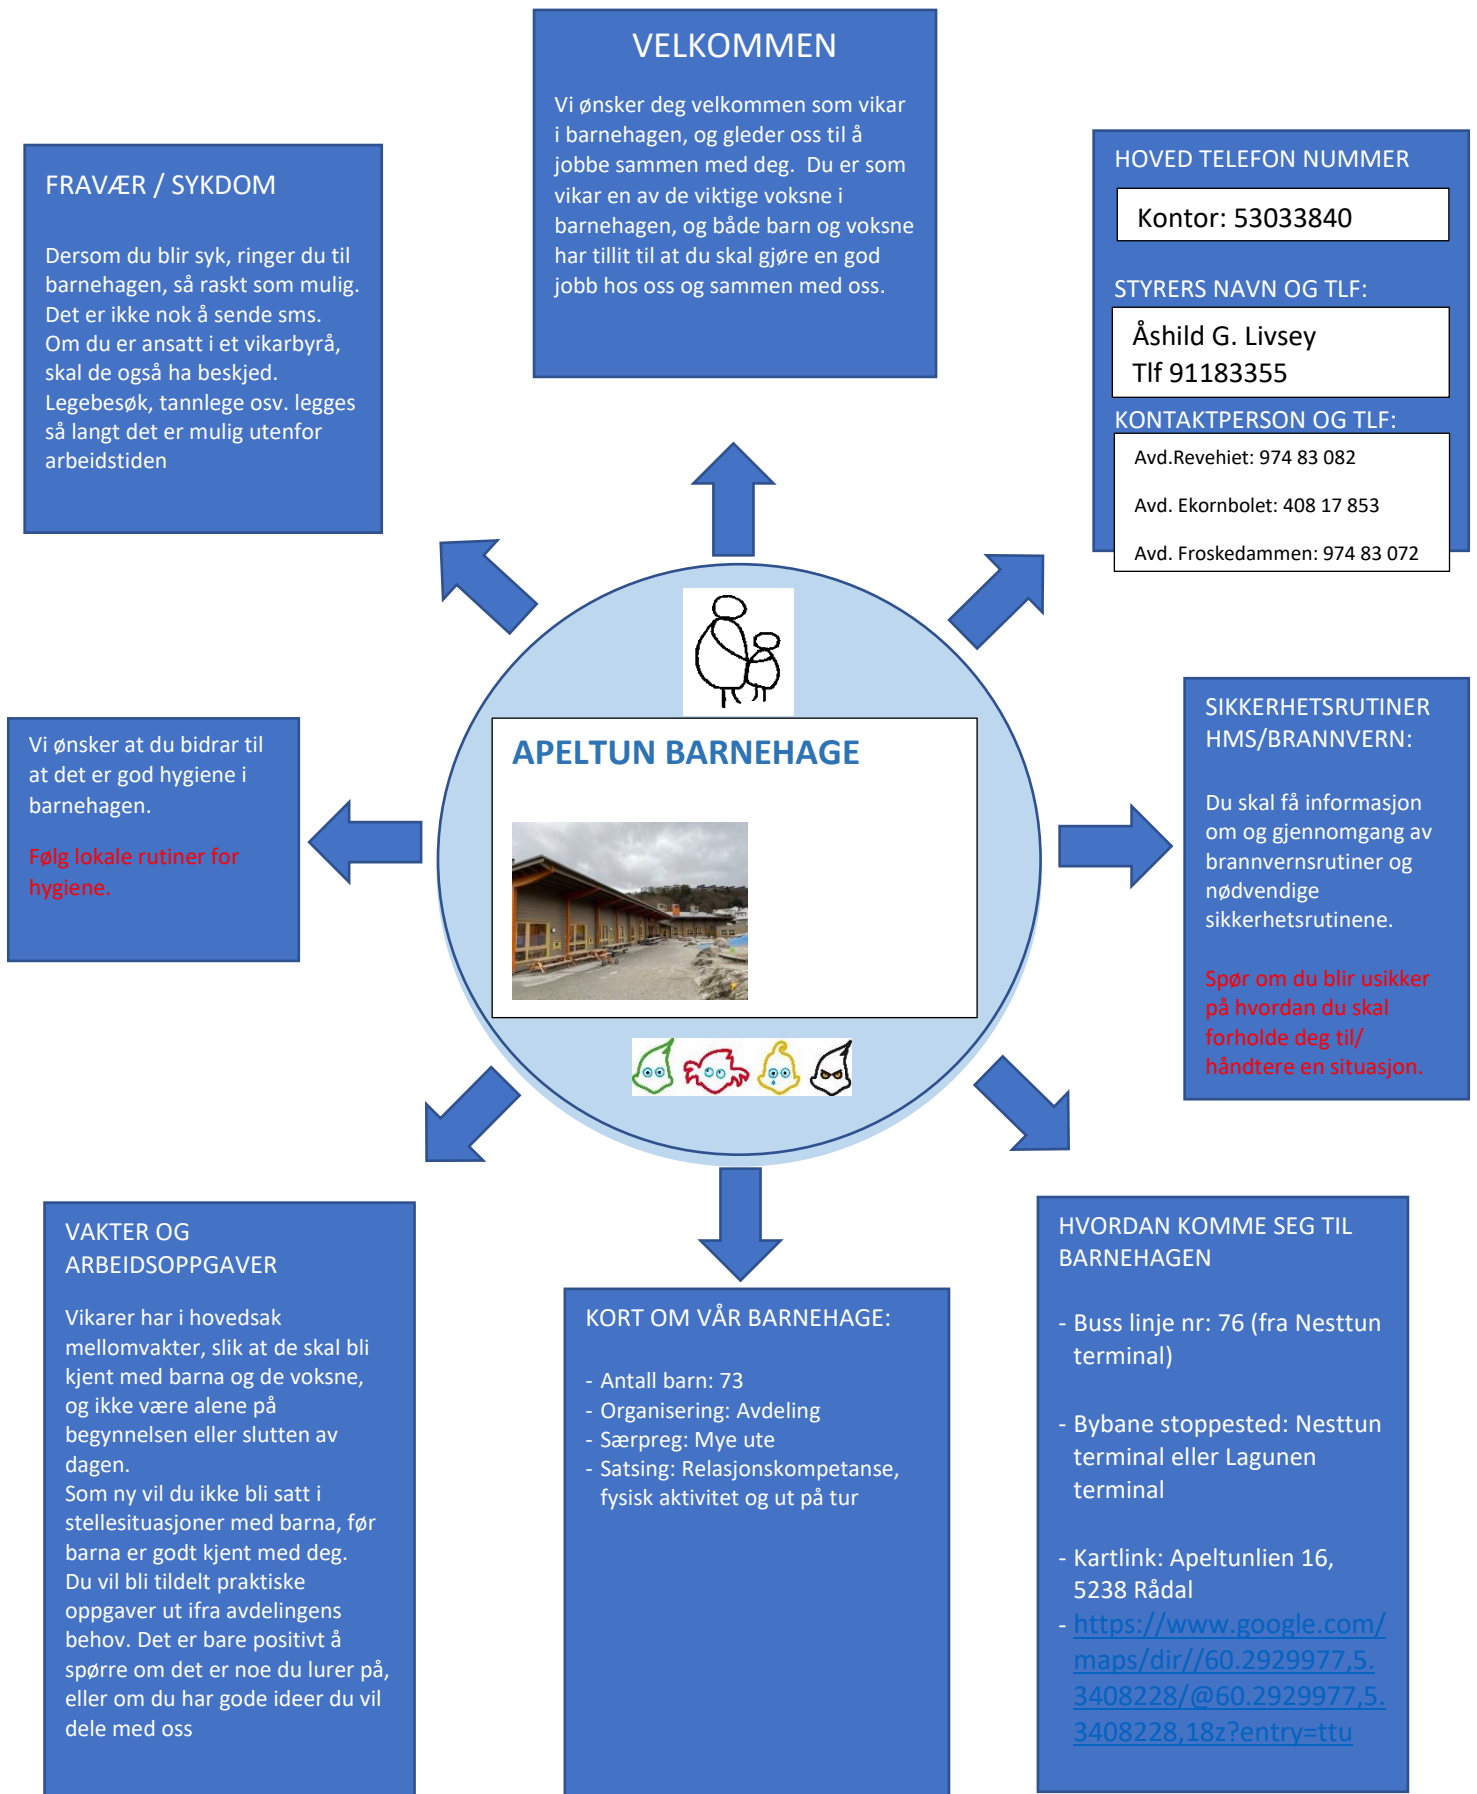 VELKOMMEN
Vi ønsker deg velkommen som vikar
i barnehagen, og gleder oss til å
jobbe sammen med deg.  Du er som
vikar en av de viktige voksne i
barnehagen, og både barn og voksne
har tillit til at du skal gjøre en god
jobb hos oss og sammen med oss.
FRAVÆR / SYKDOM
Dersom du blir syk, ringer du til
barnehagen, så raskt som mulig.
Det er ikke nok å sende sms.
Om du er ansatt i et vikarbyrå,
skal de også ha beskjed.
Legebesøk, tannlege osv. legges
så langt det er mulig utenfor
arbeidstiden
HOVED TELEFON NUMMER
Kontor: 53033840
STYRERS NAVN OG TLF:
Åshild G. Livsey
Tlf 91183355
KONTAKTPERSON OG TLF:
Avd.Revehiet: 974 83 082
Avd. Ekornbolet: 408 17 853
Avd. Froskedammen: 974 83 072
Vi ønsker at du bidrar til
at det er god hygiene i
barnehagen.
Følg lokale rutiner for
hygiene.
APELTUN BARNEHAGE
SIKKERHETSRUTINER
HMS/BRANNVERN:
Du skal få informasjon
om og gjennomgang av
brannvernsrutiner og
nødvendige
sikkerhetsrutinene.
Spør om du blir usikker
på hvordan du skal
forholde deg til/
håndtere en situasjon.
VAKTER OG
ARBEIDSOPPGAVER
Vikarer har i hovedsak
mellomvakter, slik at de skal bli
kjent med barna og de voksne,
og ikke være alene på
begynnelsen eller slutten av
dagen.
Som ny vil du ikke bli satt i
stellesituasjoner med barna, før
barna er godt kjent med deg.
Du vil bli tildelt praktiske
oppgaver ut ifra avdelingens
behov. Det er bare positivt å
spørre om det er noe du lurer på,
eller om du har gode ideer du vil
dele med oss
KORT OM VÅR BARNEHAGE:
- Antall barn: 73
- Organisering: Avdeling
- Særpreg: Mye ute
- Satsing: Relasjonskompetanse,
fysisk aktivitet og ut på tur
HVORDAN KOMME SEG TIL
BARNEHAGEN
- Buss linje nr: 76 (fra Nesttun
terminal)
- Bybane stoppested: Nesttun
terminal eller Lagunen
terminal
- Kartlink: Apeltunlien 16,
5238 Rådal
- https://www.google.com/
maps/dir//60.2929977,5.
3408228/@60.2929977,5.
3408228,18z?entry=ttu